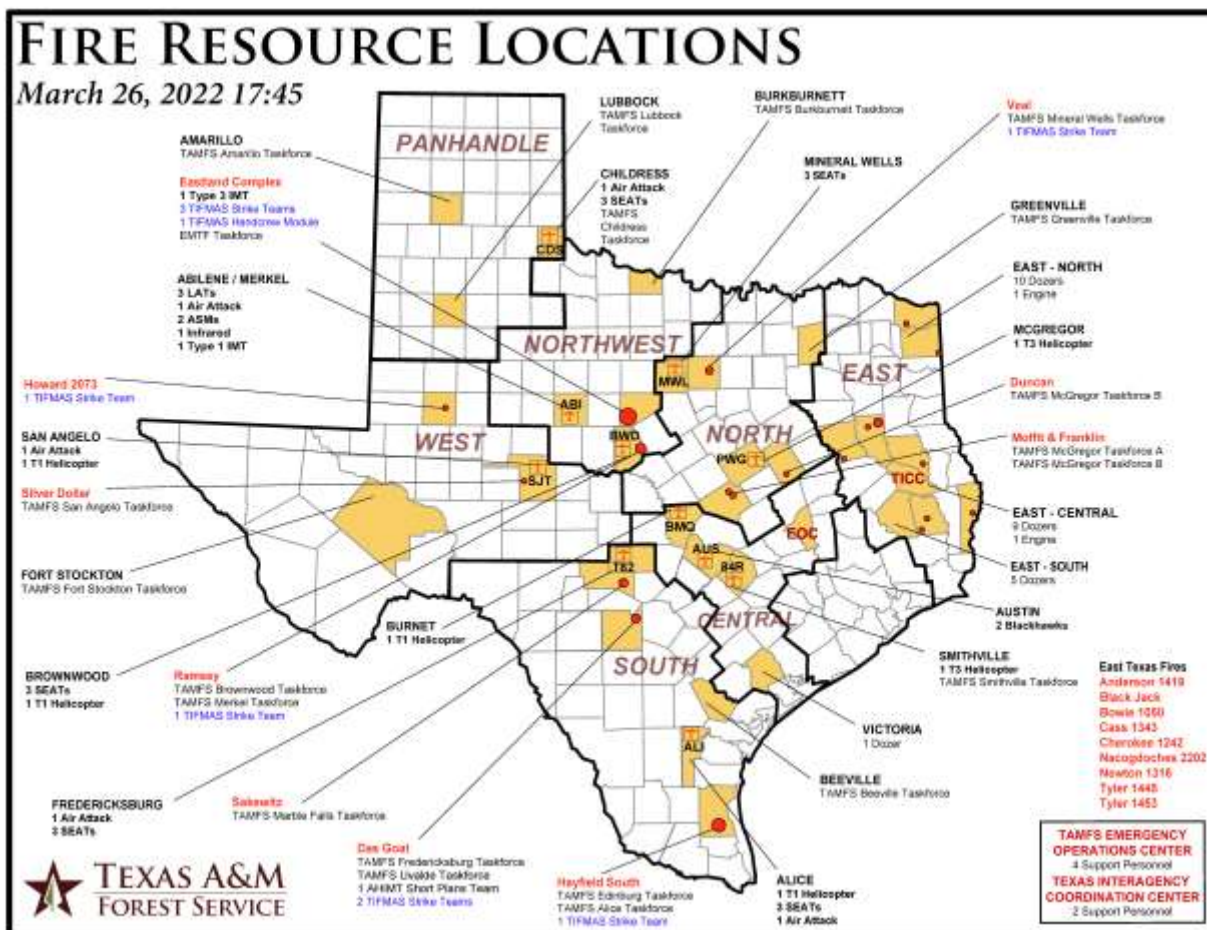 FIRE RESOURCE LOCATIONS
March 26, 2022 17:45
AMARILLO
TAMFS Amarillo Taskforce
Eastland Complex
1 Type 3 IMT
3 TIFMAS Strike Teams
1 TIFMAS Handcrew Module
EMTF Taskforce
ABILENE / MERKEL
3 LATs
1 Air Attack
2 ASMs
1 Infrared
1 Type 1 IMT
Howard 2073
1 TIFMAS Strike Team
SAN ANGELO
1 Air Attack
1 T1 Helicopter
Silver Dollar
TAMFS San Angelo Taskforce
FORT STOCKTON
TAMFS Fort Stockton Taskforce
BROWNWOOD
3 SEATs
1 T1 Helicopter
Ramsey
TAMFS Brownwood Taskforce
TAMFS Merkel Taskforce
1 TIFMAS Strike Team
BURNET
1 T1 Helicopter
FREDERICKSBURG
1 Air Attack
3 SEATs
Sakewitz
TAMFS Marble Falls Taskforce
Das Goat
TAMFS Fredericksburg Taskforce
TAMFS Uvalde Taskforce
1 AHIMT Short Plans Team
2 TIFMAS Strike Teams
Hayfield South
TAMFS Edinburg Taskforce
TAMFS Alice Taskforce
1 TIFMAS Strike Team
ALICE
1 T1 Helicopter
3 SEATs
1 Air Attack
BEEVILLE
TAMFS Beeville Taskforce
VICTORIA
1 Dozer
SMITHVILLE
1 T3 Helicopter
TAMFS Smithville Taskforce
AUSTIN
2 Blackhawks
EAST - SOUTH
5 Dozers
EAST - CENTRAL
9 Dozers
1 Engine
Moffit & Franklin
TAMFS McGregor Taskforce A
TAMFS McGregor Taskforce B
Duncan
TAMFS McGregor Taskforce B
MCGREGOR
1 T3 Helicopter
EAST - NORTH
10 Dozers
1 Engine
GREENVILLE
TAMFS Greenville Taskforce
Veal
TAMFS Mineral Wells Taskforce
1 TIFMAS Strike Team
MINERAL WELLS
3 SEATs
BURKBURNETT
TAMFS Burkburnett Taskforce
LUBBOCK
TAMFS Lubbock
Taskforce
CHILDRESS
1 Air Attack
3 SEATs
TAMFS
Childress
Taskforce
PANHANDLE
CDS
NORTHWEST
MWL
EAST
ABI
BWD
NORTH
WEST
PWG
SJT
TICC
BMQ
EOC
AUS
T82
84R
CENTRAL
SOUTH
ALI
East Texas Fires
Anderson 1419
Black Jack
Bowie 1060
Cass 1343
Cherokee 1242
Nacogdoches 2202
Newton 1316
Tyler 1448
Tyler 1453
TAMFS EMERGENCY
OPERATIONS CENTER
4 Support Personnel
TEXAS INTERAGENCY
COORDINATION CENTER
2 Support Personnel
TEXAS A&M
FOREST SERVICE